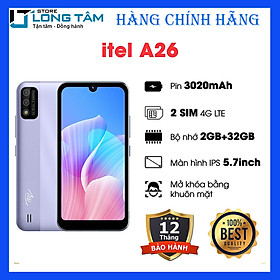 STORE
LONG TÂM
Tận tâm - Đồng hành
HÀNG CHÍNH HÃNG
itel A26
Pin 3020mAh
2 SIM 4G LTE
Bộ nhớ 2GB+32GB
Màn hình IPS 5.7inch
Mở khóa bằng
khuôn mặt
itel
12
Tháng
BẢO HÀNH
100%
BEST
QUALITY